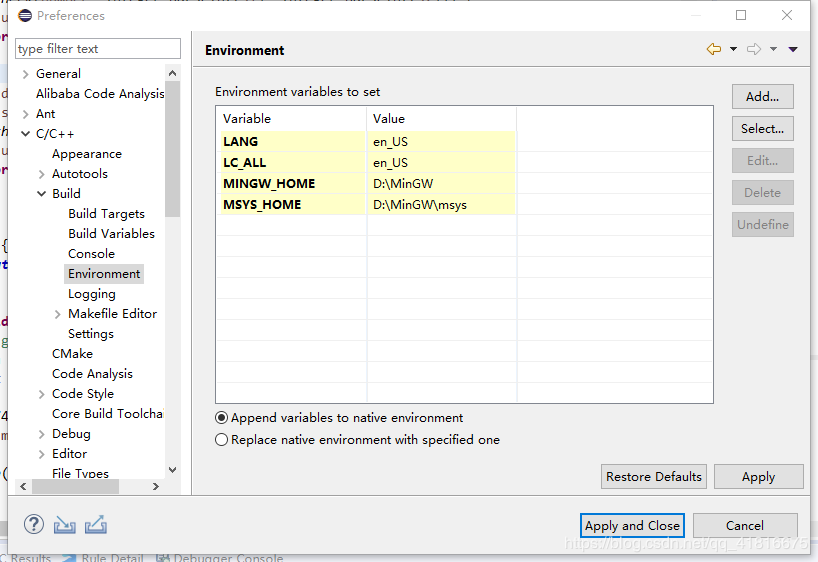 Preferences
type filter text
General
Alibaba Code Analysis
Ant
C/C++
Appearance
Autotools
Build
Build Targets
Build Variables
Console
Environment
Logging
Makefile Editor
Settings
CMake
Code Analysis
Code Style
Core Build Toolcha
Debug
Editor
File Types
Environment
Environment variables to set
Variable Value
LANG en_US
LC_ALL en_US
MINGW_HOME D:\MinGW
MSYS_HOME D:\MinGW\msys
Add...
Select...
Edit...
Delete
Undefine
Append variables to native environment
Replace native environment with specified one
Restore Defaults Apply
Apply and Close Cancel
https://blog.csdn.net/qq_41816675
C Results Rule Detail Debugger Console